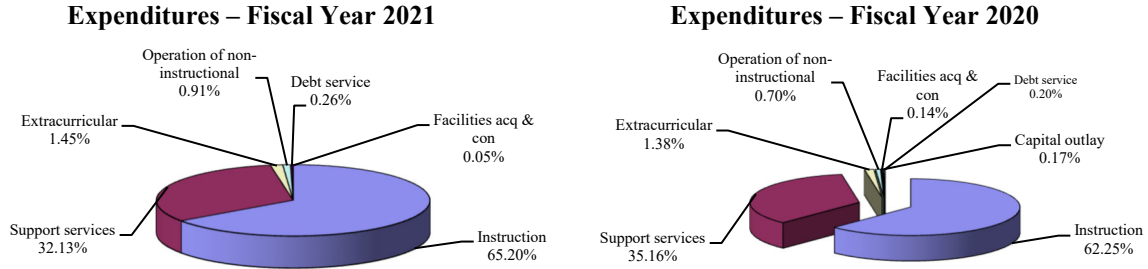 Expenditures – Fiscal Year 2021
Operation of non-
instructional
0.91%
Debt service
0.26%
Extracurricular
1.45%
Facilities acq &
con
0.05%
Support services
32.13%
Instruction
65.20%
Expenditures – Fiscal Year 2020
Operation of non-
instructional
0.70%
Facilities acq &
con
0.14%
Debt service
0.20%
Extracurricular
1.38%
Capital outlay
0.17%
Support services
35.16%
Instruction
62.25%